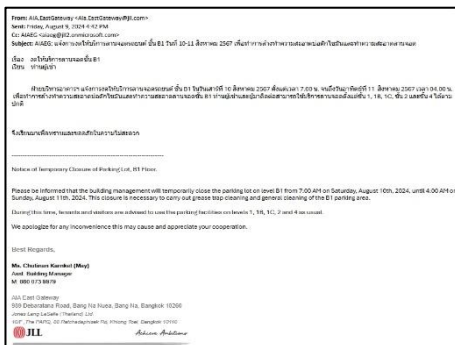 From: AIA.EastGateway <Aia.EastGateway@jll.com>
Sent: Friday, August 9, 2024 4:42 PM
Cc: AIAEG <aiaeg@jll2.onmicrosoft.com>
Subject: AIAEG: แจ้งการงดให้บริการลานจอดรถยนต์ ชั้น B1 วันที่ 10-11 สิงหาคม 2567 เพื่อทำการล้างทำความสะอาดบ่อดักไขมันและทำความสะอาดลานจอด
เรื่อง งดให้บริการลานจอดชั้น B1
เรียน ท่านผู้เช่า
ฝ่ายบริหารอาคารฯ แจ้งการงดให้บริการลานจอดรถยนต์ ชั้น B1 ในวันเสาร์ที่ 10 สิงหาคม 2567 ตั้งแต่เวลา 7.00 น. จนถึงวันอาทิตย์ที่ 11 สิงหาคม 2567 เวลา 04.00 น.
เพื่อทำการล้างทำความสะอาดบ่อดักไขมันและทำความสะอาดลานจอดรถชั้น B1 ท่านผู้เช่าและผู้มาติดต่อสามารถใช้บริการลานจอดได้ที่ชั้น 1, 1B, 1C, ชั้น 2 และชั้น 4 ได้ตาม
ปกติ
จึงเรียนมาเพื่อทราบและขออภัยในความไม่สะดวก
Notice of Temporary Closure of Parking Lot, B1 Floor.
Please be informed that the building management will temporarily close the parking lot on level B1 from 7:00 AM on Saturday, August 10th, 2024, until 4:00 AM on
Sunday, August 11th, 2024. This closure is necessary to carry out grease trap cleaning and general cleaning of the B1 parking area.
During this time, tenants and visitors are advised to use the parking facilities on levels 1, 1B, 1C, 2 and 4 as usual.
We apologize for any inconvenience this may cause and appreciate your cooperation.
Best Regards,
Ms. Chutiman Karnkul (May)
Asst. Building Manager
AIA East Gateway
Bang Na Nuea, Bang Na, Bangkok 10260
Jones Lang LaSalle (Thailand) Ltd.
JLL
Achieve Ambitions